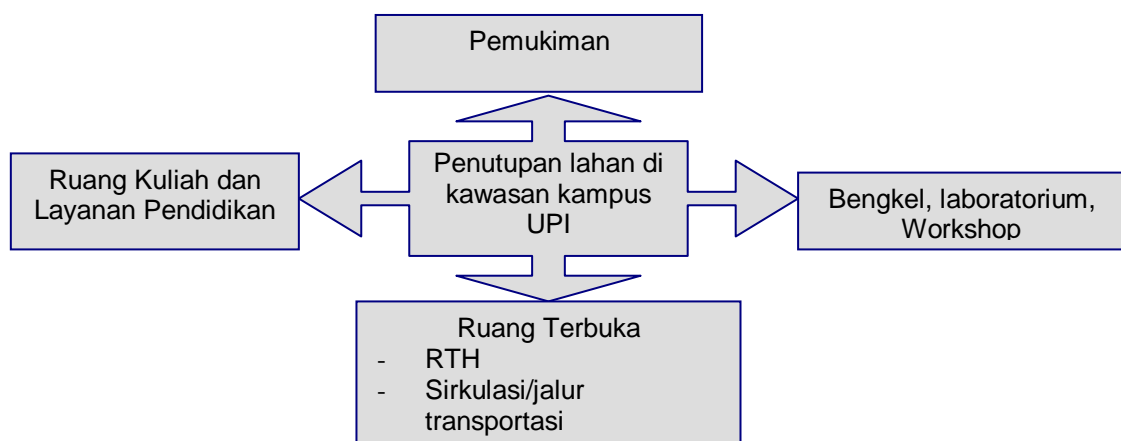 Pemukiman
Ruang Kuliah dan
Layanan Pendidikan
Penutupan lahan di
kawasan kampus
UPI
Bengkel, laboratorium,
Workshop
Ruang Terbuka
- RTH
- Sirkulasi/jalur
transportasi